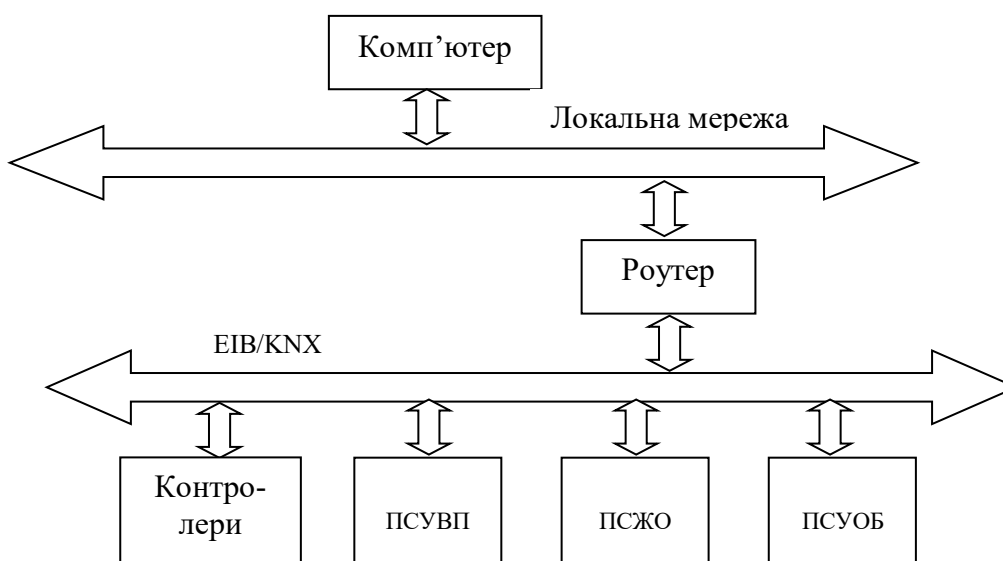 Комп’ютер
Локальна мережа
Роутер
EIB/KNX
Контро-
лери
ПСУВП
ПСЖО
ПСУОБ